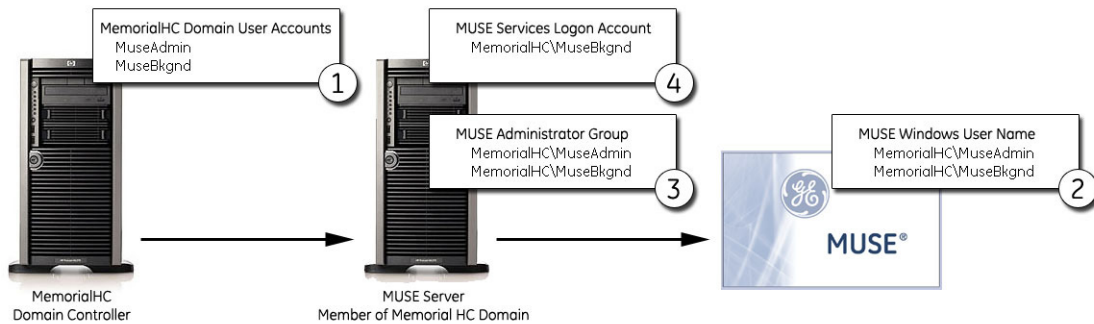 MemorialHC Domain User Accounts
MuseAdmin
MuseBkgnd
1
MUSE Services Logon Account
MemorialHC\MuseBkgnd
4
MUSE Administrator Group
MemorialHC\MuseAdmin
MemorialHC\MuseBkgnd
3
MUSE Windows User Name
MemorialHC\MuseAdmin
MemorialHC\MuseBkgnd
2
GE
MUSE®
MemorialHC
Domain Controller
MUSE Server
Member of Memorial HC Domain